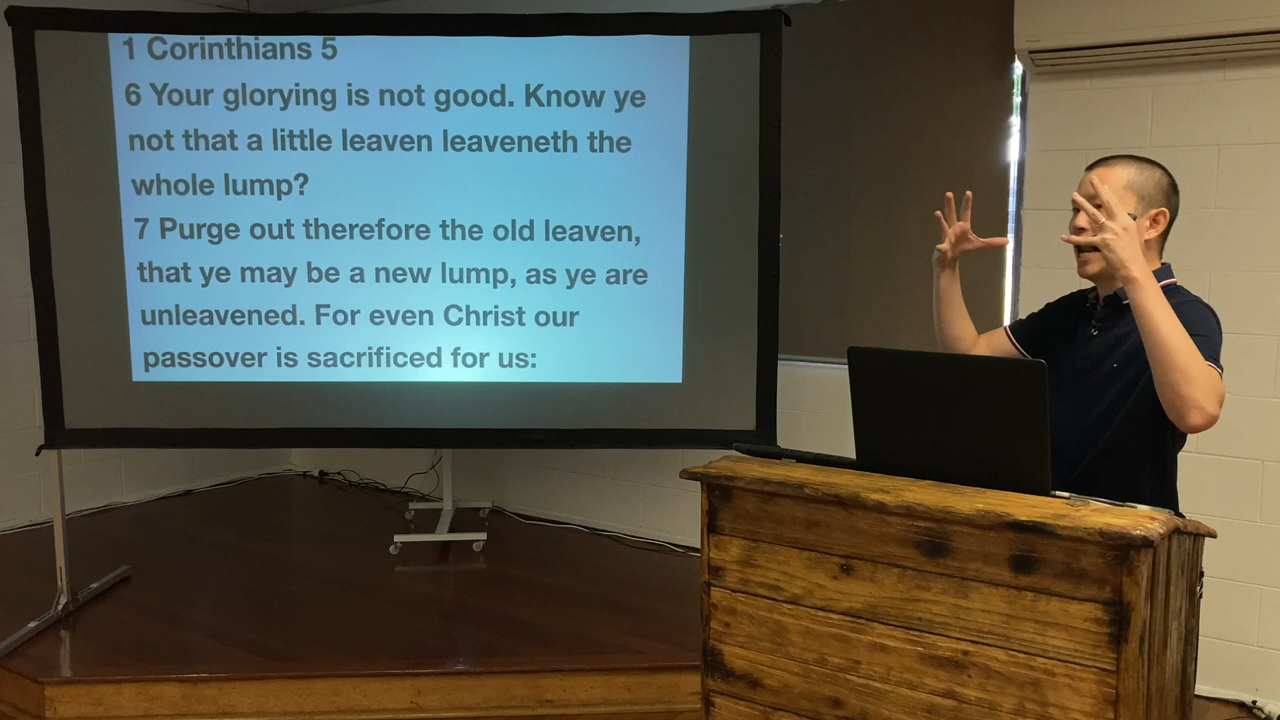 1 Corinthians 5
6 Your glorying is not good. Know ye
not that a little leaven leaveneth the
whole lump?
7 Purge out therefore the old leaven,
that ye may be a new lump, as ye are
unleavened. For even Christ our
passover is sacrificed for us: